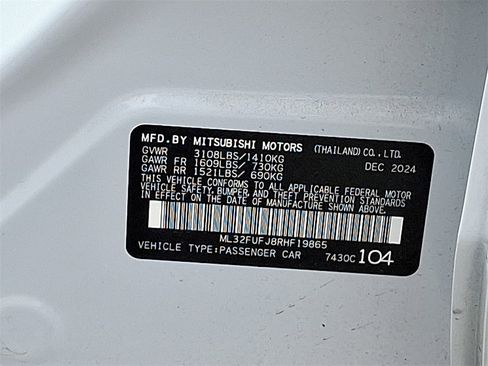 MFD.BY MITSUBISHI MOTORS (THAILAND)CO.,LTD.
GVWR 3108LBS/1410KG DEC 2024
GAWR FR 1609LBS/ 730KG
GAWR RR 1521LBS/ 690KG
THIS VEHICLE CONFORMS TO ALL APPLICABLE FEDERAL MOTOR
VEHICLE SAFETY, BUMPER, AND THEFT PREVENTION STANDARDS
IN EFFECT ON THE DATE OF MANUFACTURE SHOWN ABOVE.
ML32FUFJ8RHF19865
VEHICLE TYPE:PASSENGER CAR 7430C 104